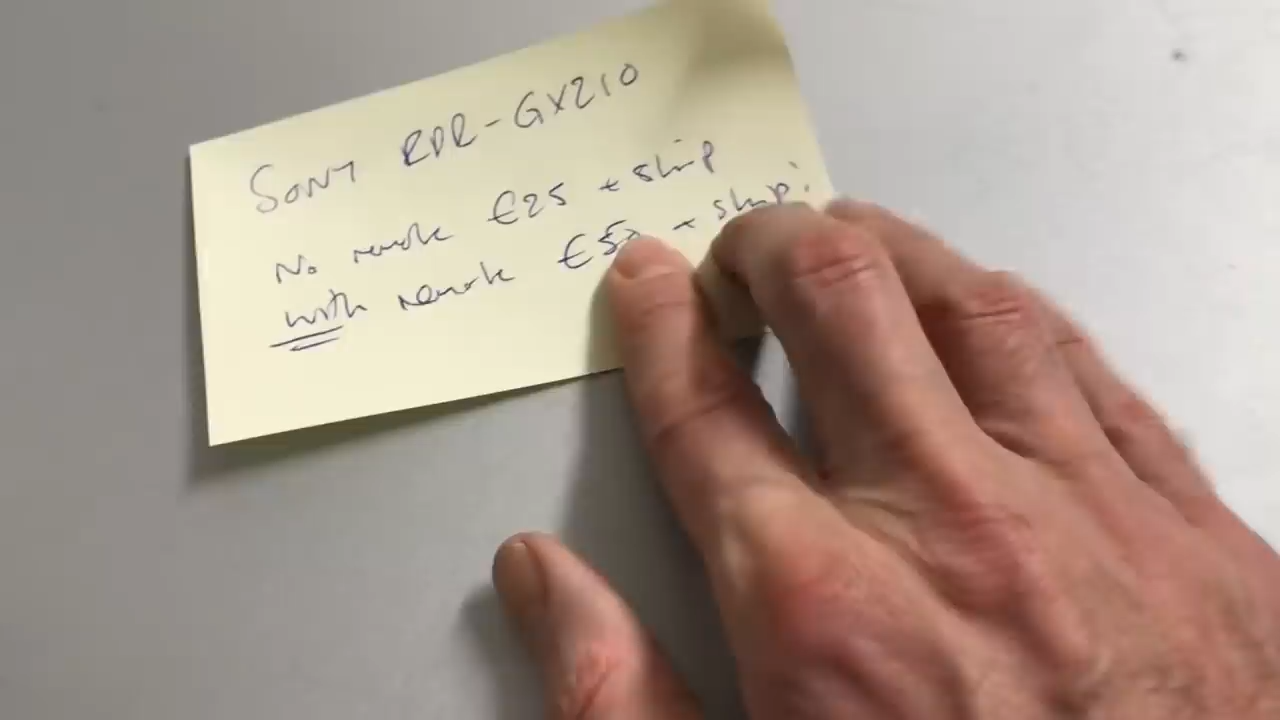 SONY RDR-GX210
No remote €25 + ship
with remote € + ship